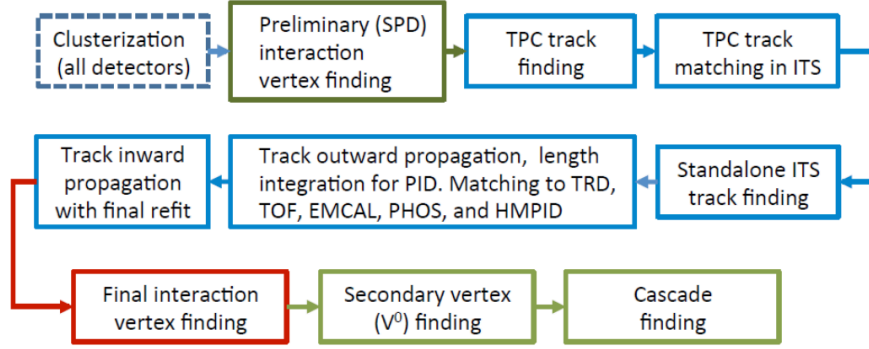 Clusterization
(all detectors)
Preliminary (SPD)
interaction
vertex finding
TPC track
finding
TPC track
matching in ITS
Standalone ITS
track finding
Track outward propagation, length
integration for PID. Matching to TRD,
TOF, EMCAL, PHOS, and HMPID
Track inward
propagation
with final refit
Final interaction
vertex finding
Secondary vertex
(V⁰) finding
Cascade
finding